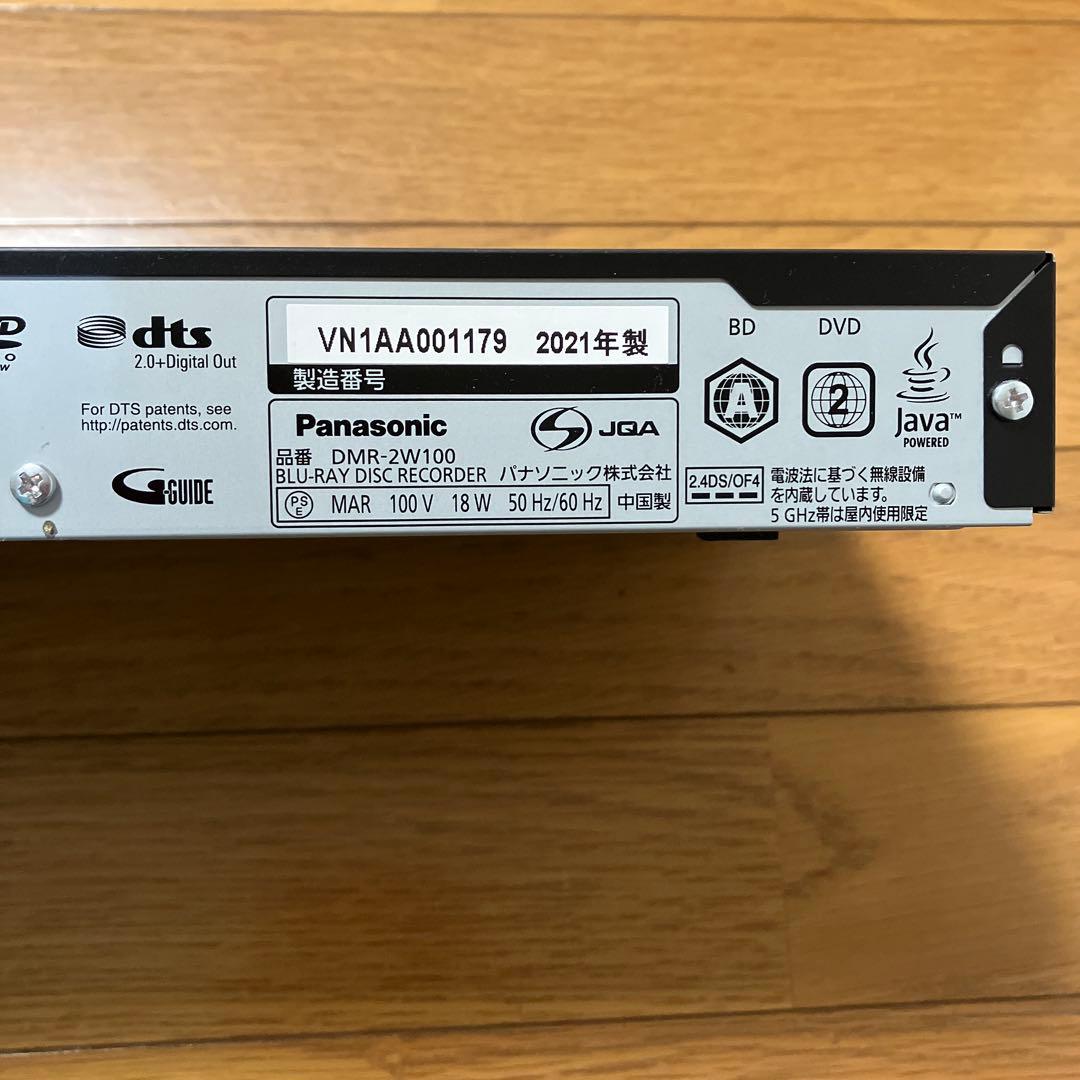 dts
2.0+Digital Out
For DTS patents, see
http://patents.dts.com.
G-GUIDE
VN1AA001179 2021年製
製造番号
Panasonic
JQA
品番 DMR-2W100
BLU-RAY DISC RECORDER パナソニック株式会社
PS E MAR 100 V 18 W 50 Hz/60 Hz 中国製
BD
DVD
A
2
Java™
POWERED
2.4DS/OF4
電波法に基づく無線設備
を内蔵しています。
5 GHz帯は屋内使用限定